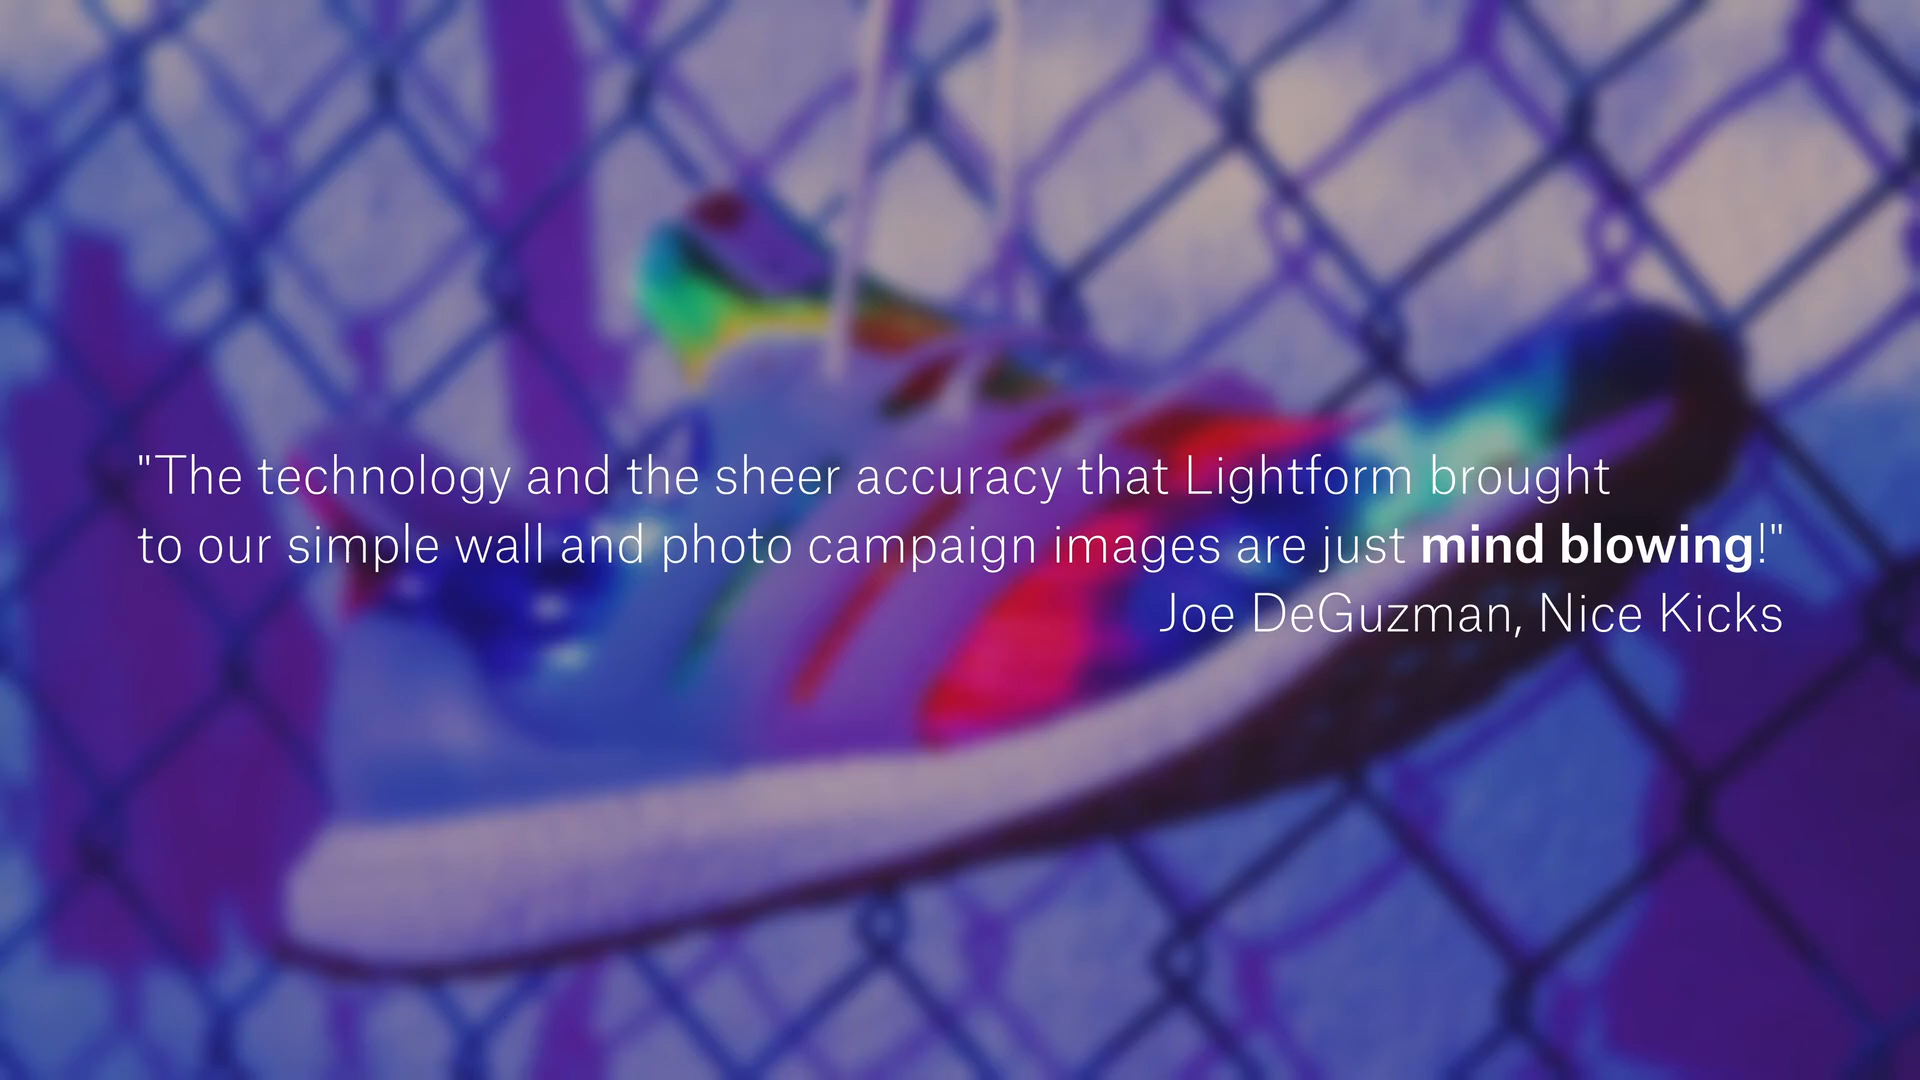 "The technology and the sheer accuracy that Lightform brought
to our simple wall and photo campaign images are just mind blowing!"
Joe DeGuzman, Nice Kicks